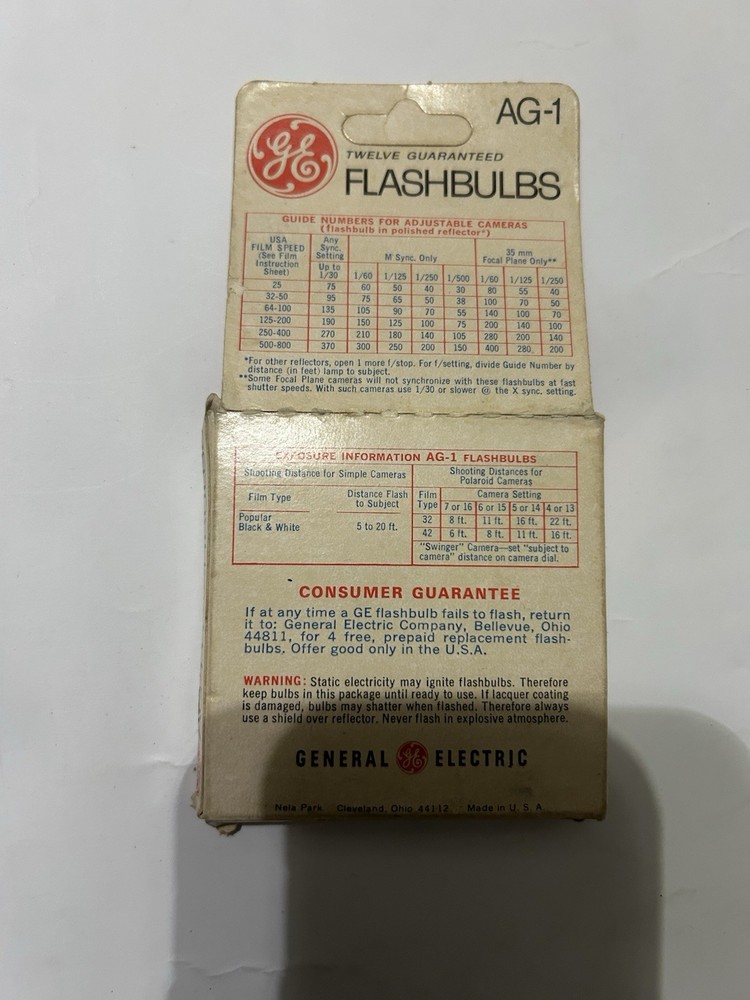 GE
AG-1
TWELVE GUARANTEED
FLASHBULBS
GUIDE NUMBERS FOR ADJUSTABLE CAMERAS
(flashbulb in polished reflector*)
USA FILM SPEED (See Film Instruction Sheet) Any Sync. Setting M Sync. Only 35 mm Focal Plane Only**
Up to 1/30 1/60 1/125 1/250 1/500 1/60 1/125 1/250
25 75 60 50 40 30 80 55 40
32-50 95 75 65 50 38 100 70 50
64-100 135 105 90 70 55 140 100 70
125-200 190 150 125 100 75 200 140 100
250-400 270 210 180 140 105 280 200 140
500-800 370 300 250 200 150 400 280 200
*For other reflectors, open 1 more f/stop. For f/setting, divide Guide Number by
distance (in feet) lamp to subject.
**Some Focal Plane cameras will not synchronize with these flashbulbs at fast
shutter speeds. With such cameras use 1/30 or slower @ the X sync. setting.
EXPOSURE INFORMATION AG-1 FLASHBULBS
Shooting Distance for Simple Cameras
Film Type Distance Flash to Subject
Popular Black & White 5 to 20 ft.
Shooting Distances for
Polaroid Cameras
Film Type Camera Setting
7 or 16 6 or 15 5 or 14 4 or 13
32 8 ft. 11 ft. 16 ft. 22 ft.
42 6 ft. 8 ft. 11 ft. 16 ft.
"Swinger" Camera—set "subject to
camera" distance on camera dial.
CONSUMER GUARANTEE
If at any time a GE flashbulb fails to flash, return
it to: General Electric Company, Bellevue, Ohio
44811, for 4 free, prepaid replacement flash-
bulbs. Offer good only in the U.S.A.
WARNING: Static electricity may ignite flashbulbs. Therefore
keep bulbs in this package until ready to use. If lacquer coating
is damaged, bulbs may shatter when flashed. Therefore always
use a shield over reflector. Never flash in explosive atmosphere.
GENERAL GE ELECTRIC
Nela Park Cleveland, Ohio 44112 Made in U.S.A.